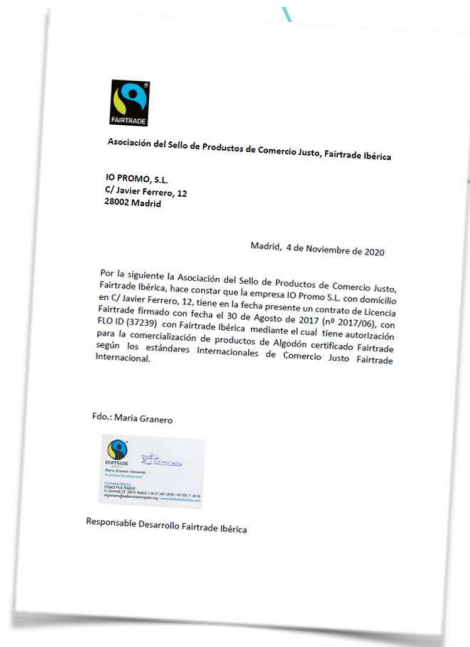 FAIRTRADE
Asociación del Sello de Productos de Comercio Justo, Fairtrade Ibérica
IO PROMO, S.L.
C/ Javier Ferrero, 12
28002 Madrid
Madrid, 4 de Noviembre de 2020
Por la siguiente la Asociación del Sello de Productos de Comercio Justo,
Fairtrade Ibérica, hace constar que la empresa IO Promo S.L. con domicilio
en C/ Javier Ferrero, 12, tiene en la fecha presente un contrato de Licencia
Fairtrade firmado con fecha el 30 de Agosto de 2017 (nº 2017/06), con
FLO ID (37239) con Fairtrade Ibérica mediante el cual tiene autorización
para la comercialización de productos de Algodón certificado Fairtrade
según los estándares Internacionales de Comercio Justo Fairtrade
Internacional.
Fdo.: Maria Granero
FAIRTRADE
Responsable Desarrollo Fairtrade Ibérica